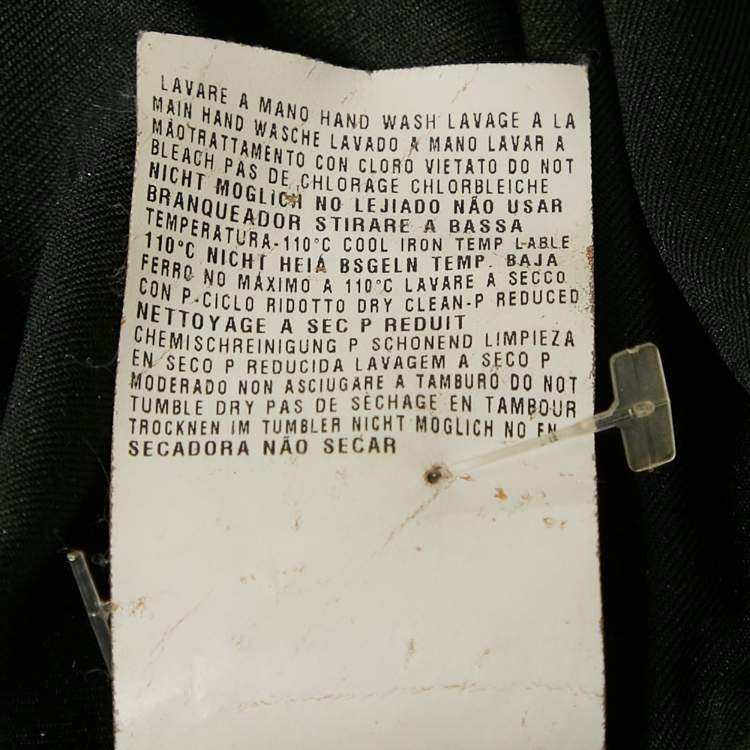 LAVARE A MANO HAND WASH LAVAGE A LA
MAIN HAND WASCHE LAVADO A MANO LAVAR A
MÃOTRATTAMENTO CON CLORO VIETATO DO NOT
BLEACH PAS DE CHLORAGE CHLORBLEICHE
NICHT MOGLICH NO LEJIADO NÃO USAR
BRANQUEADOR STIRARE A BASSA
TEMPERATURA-110°C COOL IRON TEMP LABLE
110°C NICHT HEIÁ BSGELN TEMP. BAJA
FERRO NO MÁXIMO A 110°C LAVARE A SECCO
CON P-CICLO RIDOTTO DRY CLEAN-P REDUCED
NETTOYAGE A SEC P REDUIT
CHEMISCHREINIGUNG P SCHONEND LIMPIEZA
EN SECO P REDUCIDA LAVAGEM A SECO P
MODERADO NON ASCIUGARE A TAMBURO DO NOT
TUMBLE DRY PAS DE SÈCHAGE EN TAMBOUR
TROCKNEN IM TUMBLER NICHT MOGLICH NO EN
SECADORA NÃO SECAR